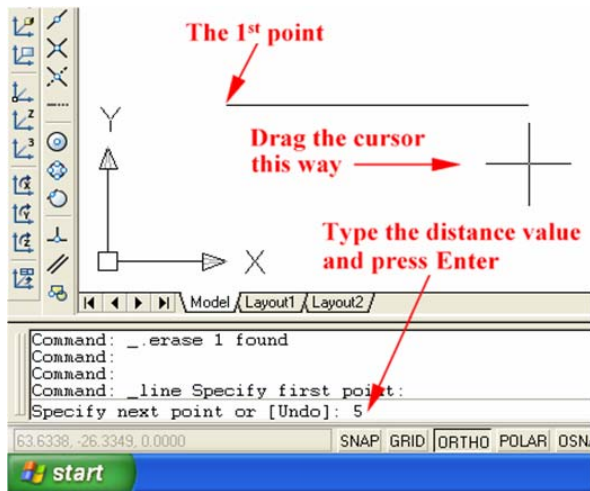 The 1st point
Drag the cursor
this way
Y
X
Z
3
X
Y
Z
Type the distance value
and press Enter
Model Layout1 Layout2
Command: _.erase 1 found
Command:
Command:
Command: _line Specify first point:
Specify next point or [Undo]: 5
63.6338, -26.3349, 0.0000 SNAP GRID ORTHO POLAR OSNA
start